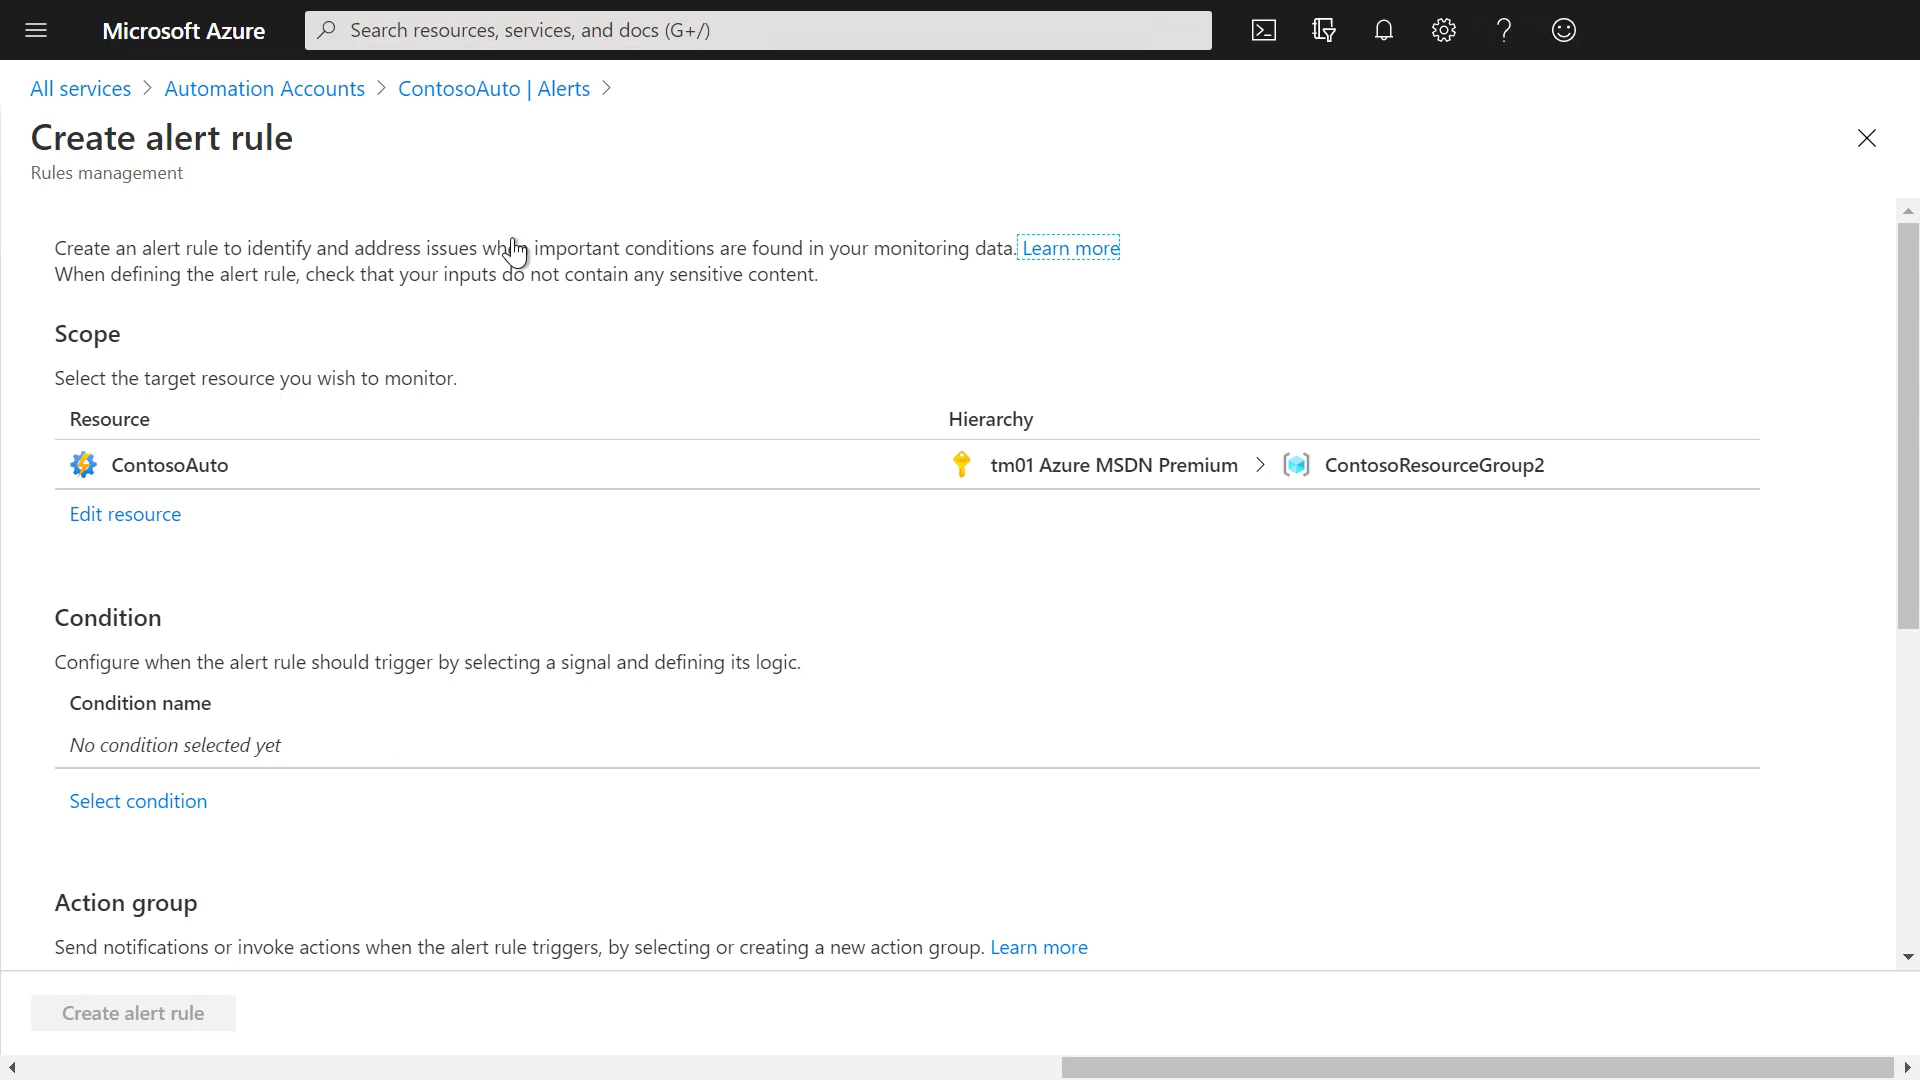 Microsoft Azure
Search resources, services, and docs (G+/)
All services > Automation Accounts > ContosoAuto | Alerts >
Create alert rule
Rules management
Create an alert rule to identify and address issues when important conditions are found in your monitoring data. Learn more
When defining the alert rule, check that your inputs do not contain any sensitive content.
Scope
Select the target resource you wish to monitor.
Resource Hierarchy
ContosoAuto tm01 Azure MSDN Premium > ContosoResourceGroup2
Edit resource
Condition
Configure when the alert rule should trigger by selecting a signal and defining its logic.
Condition name
No condition selected yet
Select condition
Action group
Send notifications or invoke actions when the alert rule triggers, by selecting or creating a new action group. Learn more
Create alert rule